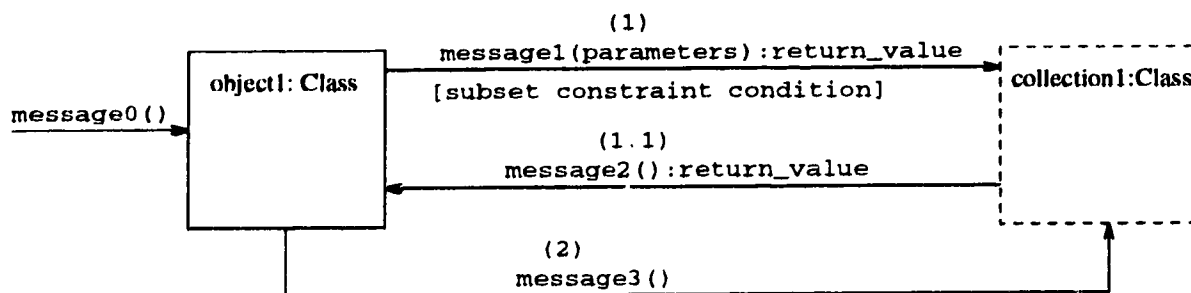 (1)
message1(parameters):return_value
object1: Class
collection1:Class
[subset constraint condition]
message0()
(1.1)
message2():return_value
(2)
message3()